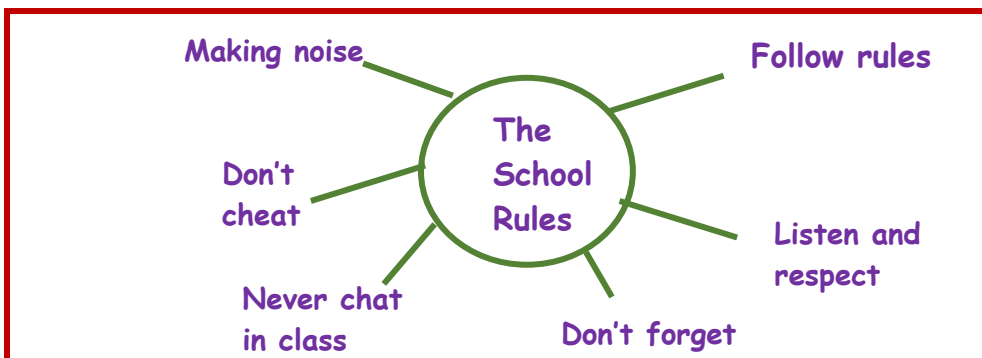 Making noise
Follow rules
The
School
Rules
Don't
cheat
Listen and
respect
Never chat
in class
Don't forget